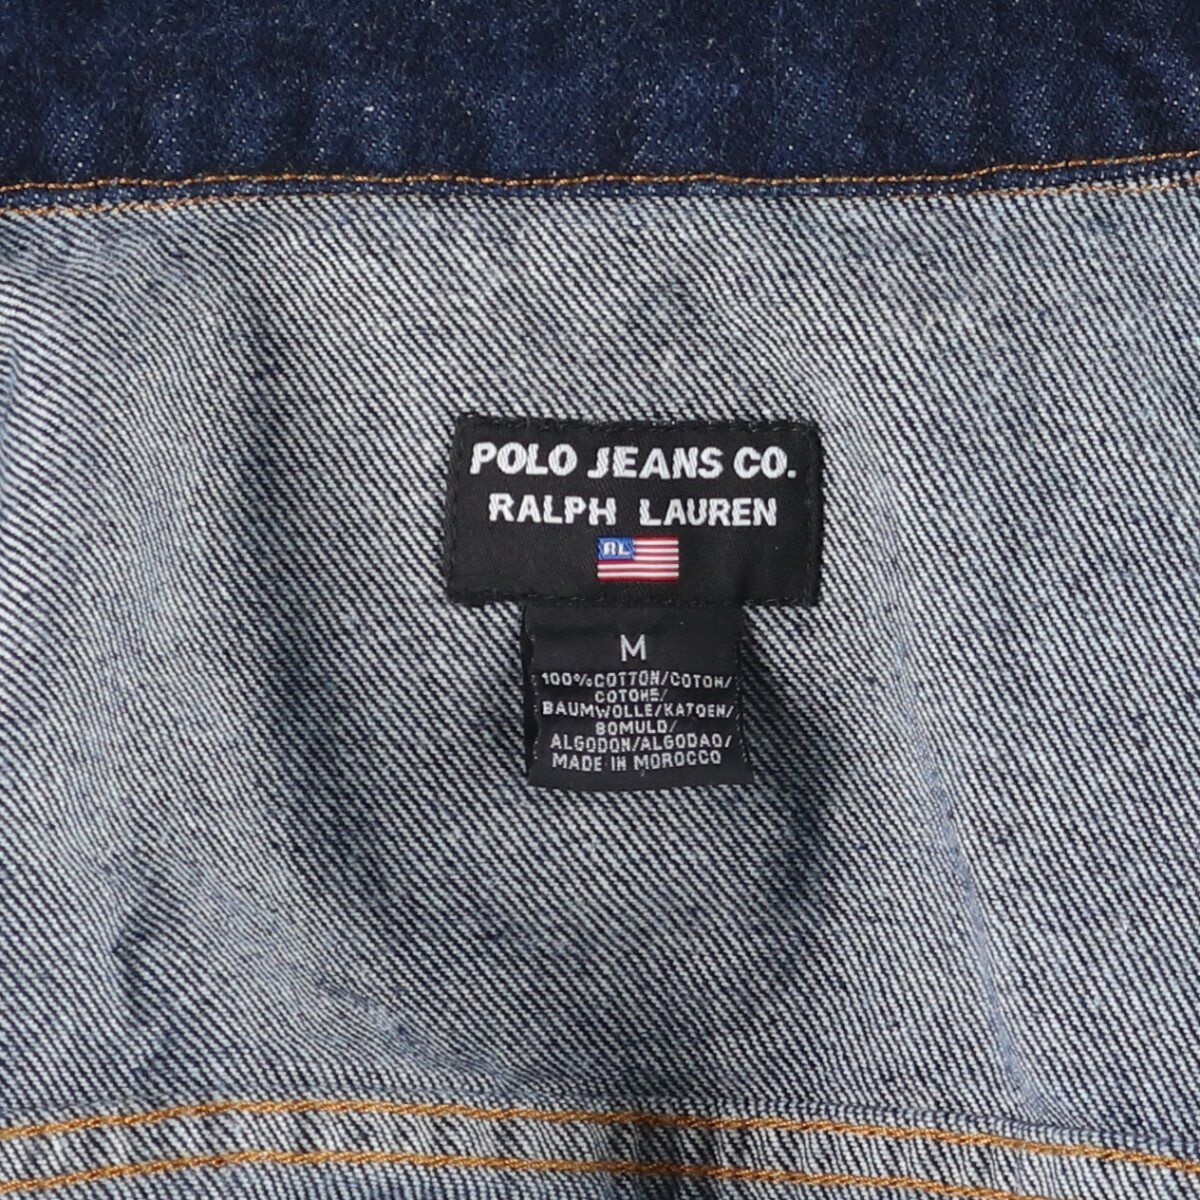 POLO JEANS CO.
RALPH LAUREN
RL
M
100%COTTON/COTON/
COTONE/
BAUMWOLLE/KATOEN/
BOMULD/
ALGODON/ALGODAO/
MADE IN MOROCCO